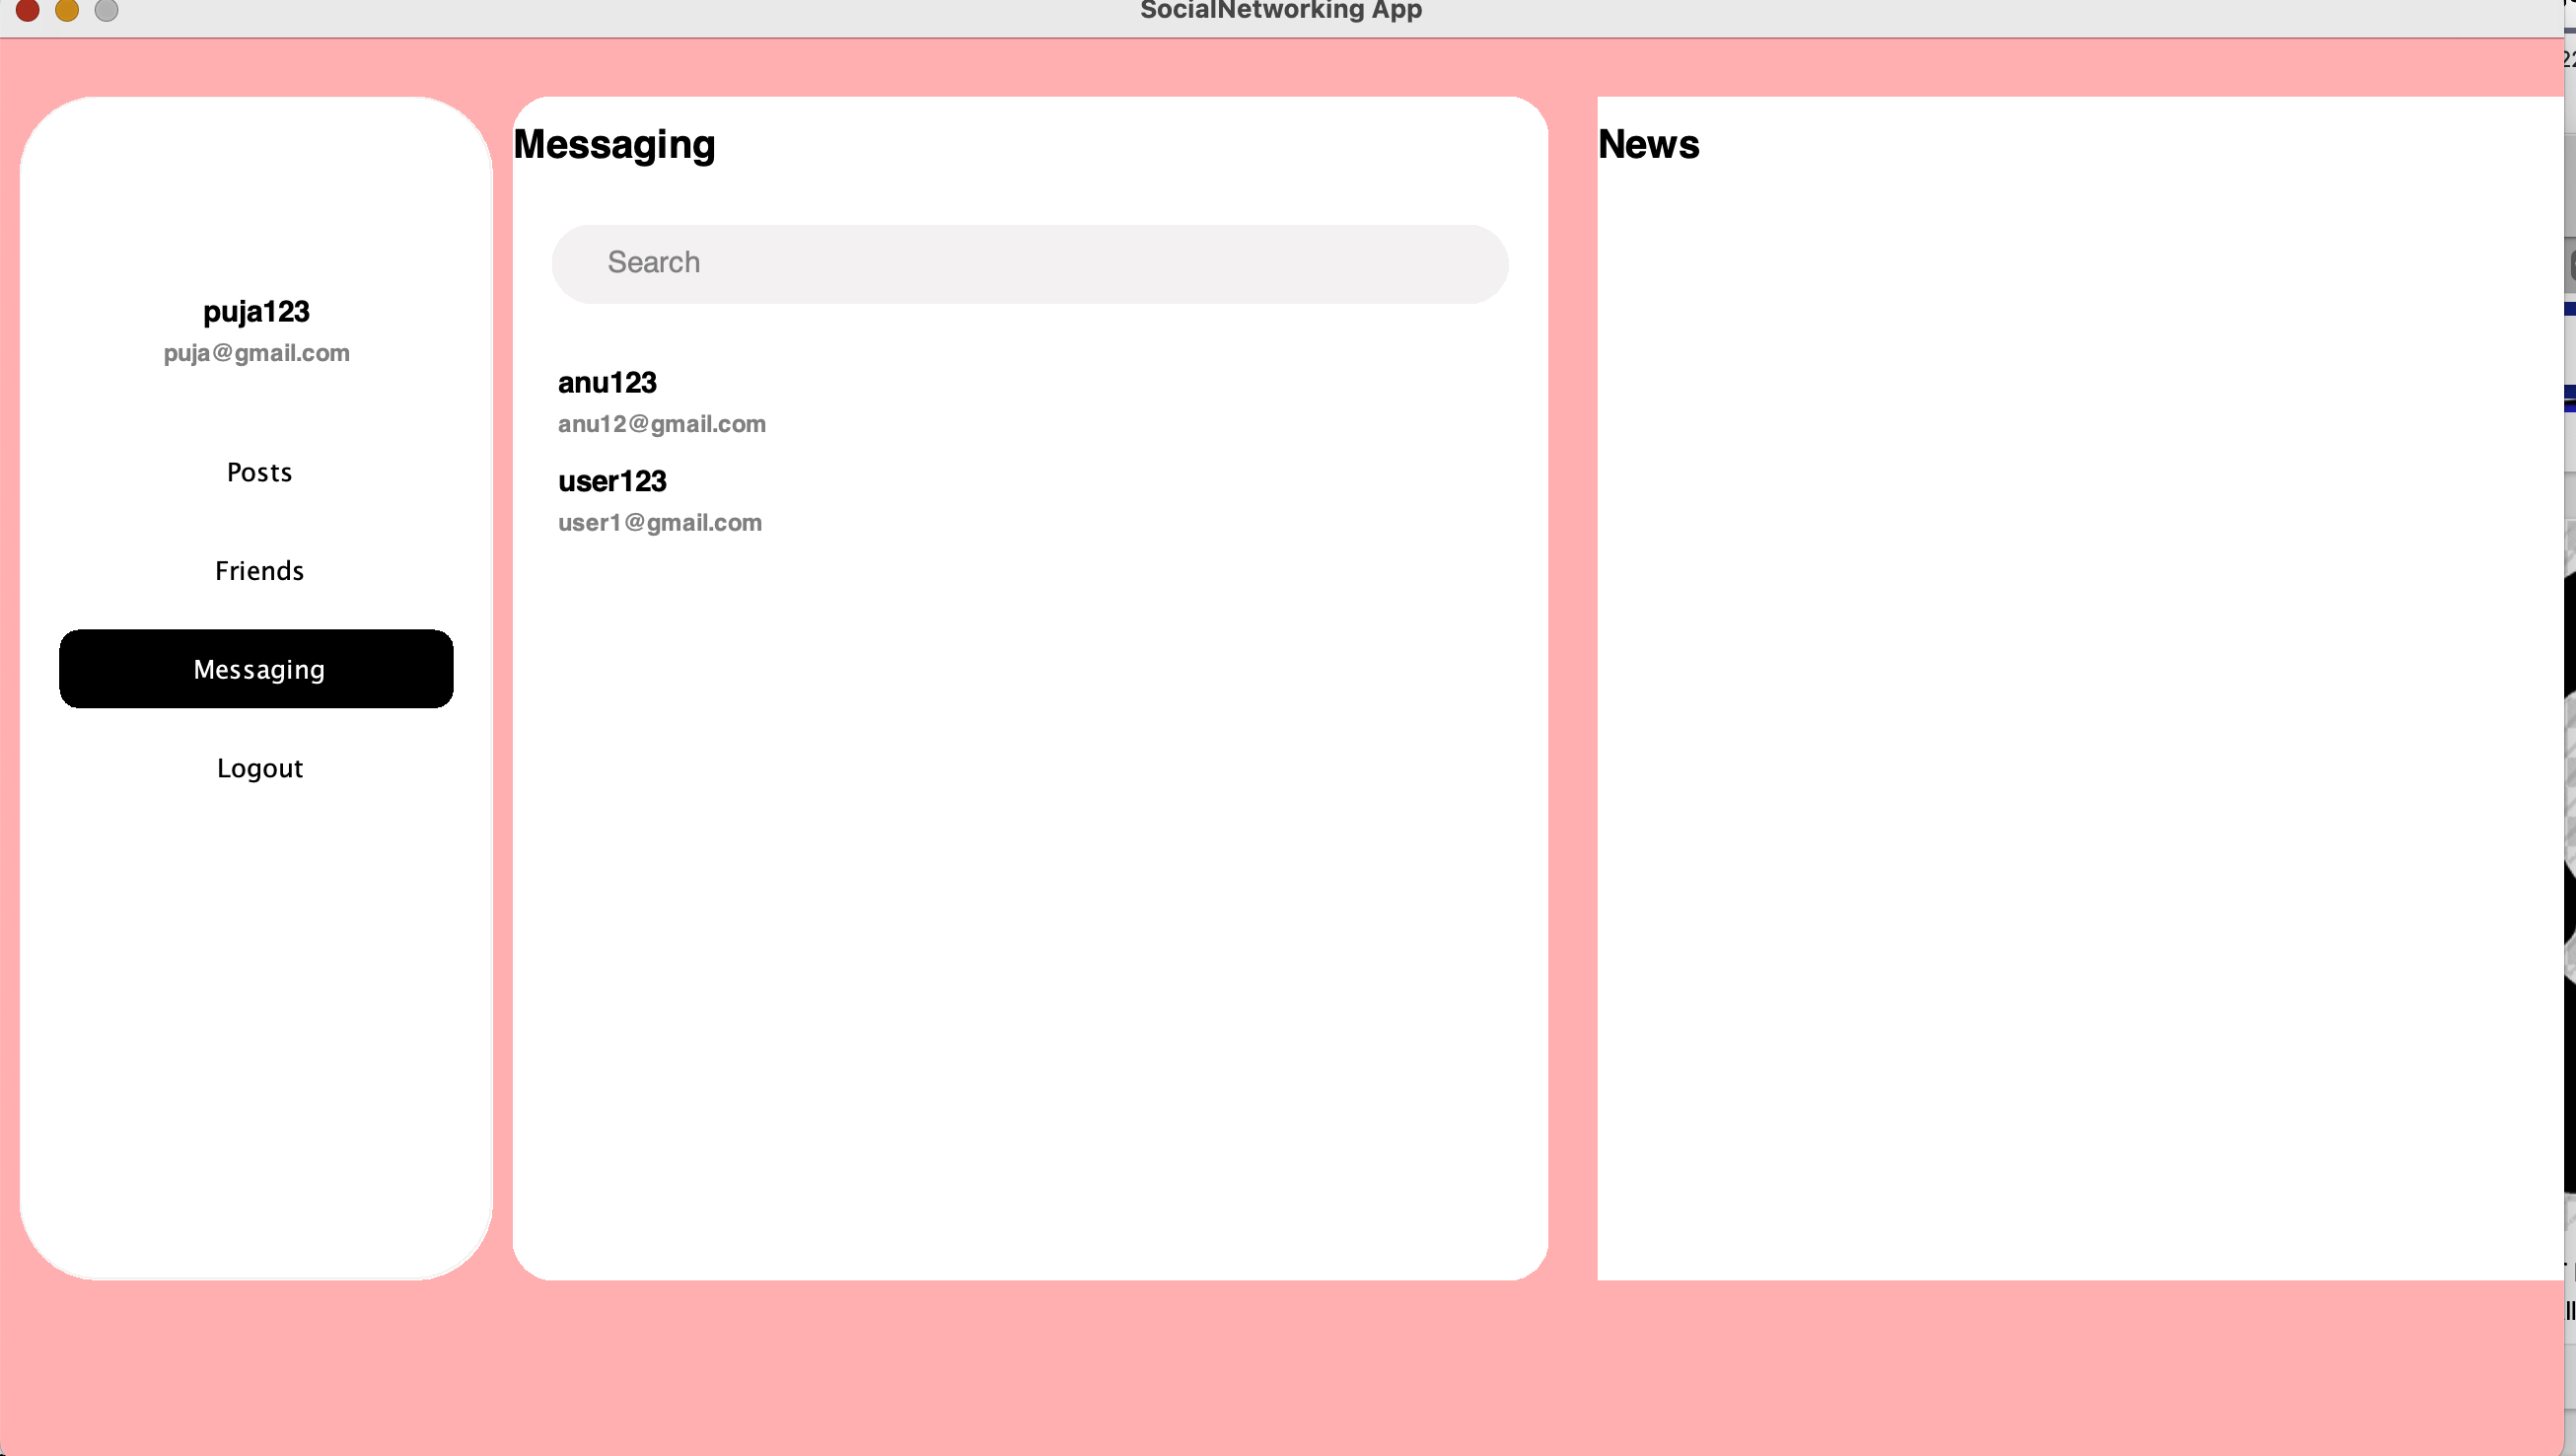 SocialNetworking App
puja123
puja@gmail.com
Posts
Friends
Messaging
Logout
Messaging
Search
anu123
anu12@gmail.com
user123
user1@gmail.com
News